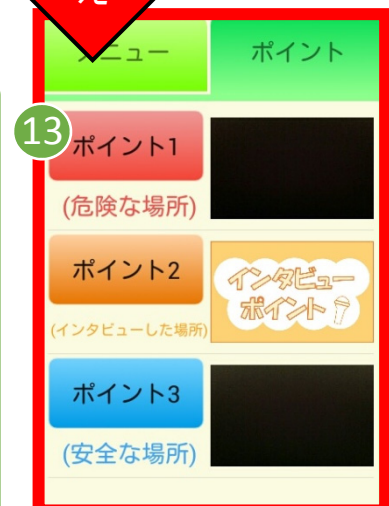 メニュー
ポイント
13
ポイント1
(危険な場所)
ポイント2
(インタビューした場所)
インタビュー
ポイント
ポイント3
(安全な場所)